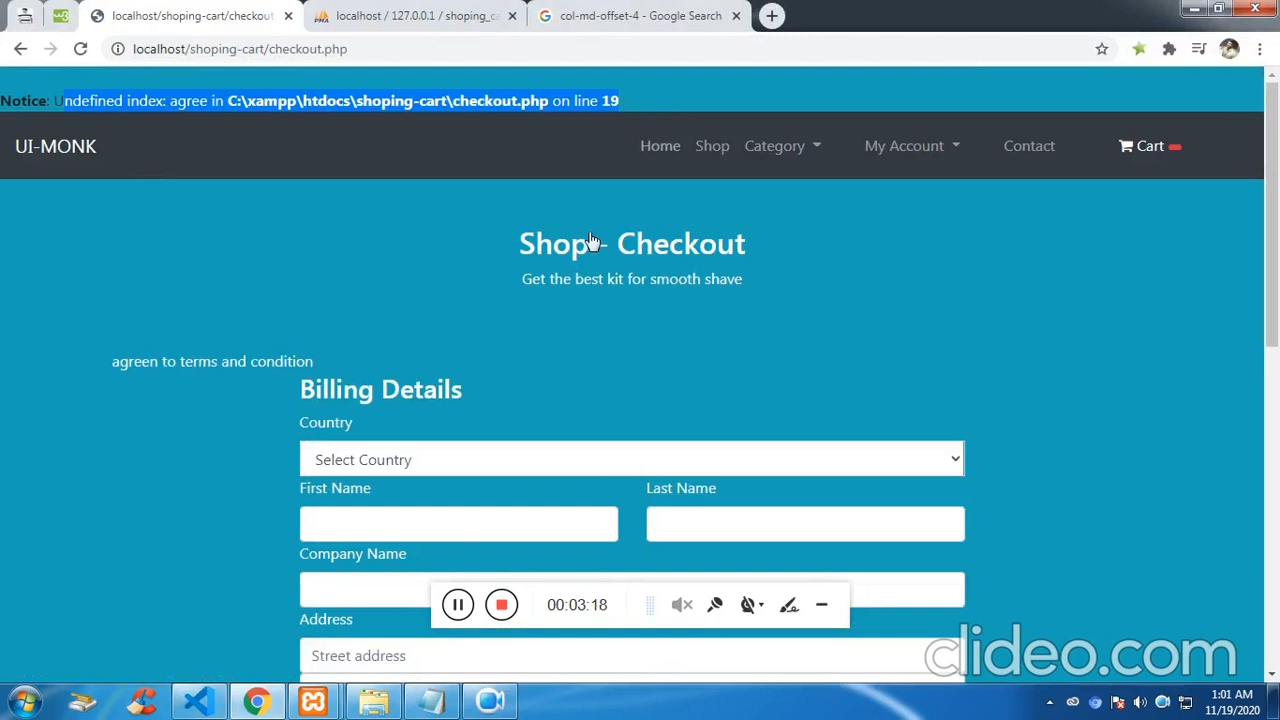 localhost/shoping-cart/checkout
localhost / 127.0.0.1 / shoping_ca
col-md-offset-4 - Google Search
localhost/shoping-cart/checkout.php
Notice: Undefined index: agree in C:\xampp\htdocs\shoping-cart\checkout.php on line 19
UI-MONK
Home
Shop
Category
My Account
Contact
Cart
Shop - Checkout
Get the best kit for smooth shave
agreen to terms and condition
Billing Details
Country
Select Country
First Name
Last Name
Company Name
00:03:18
Address
Street address
clideo.com
1:01 AM
11/19/2020